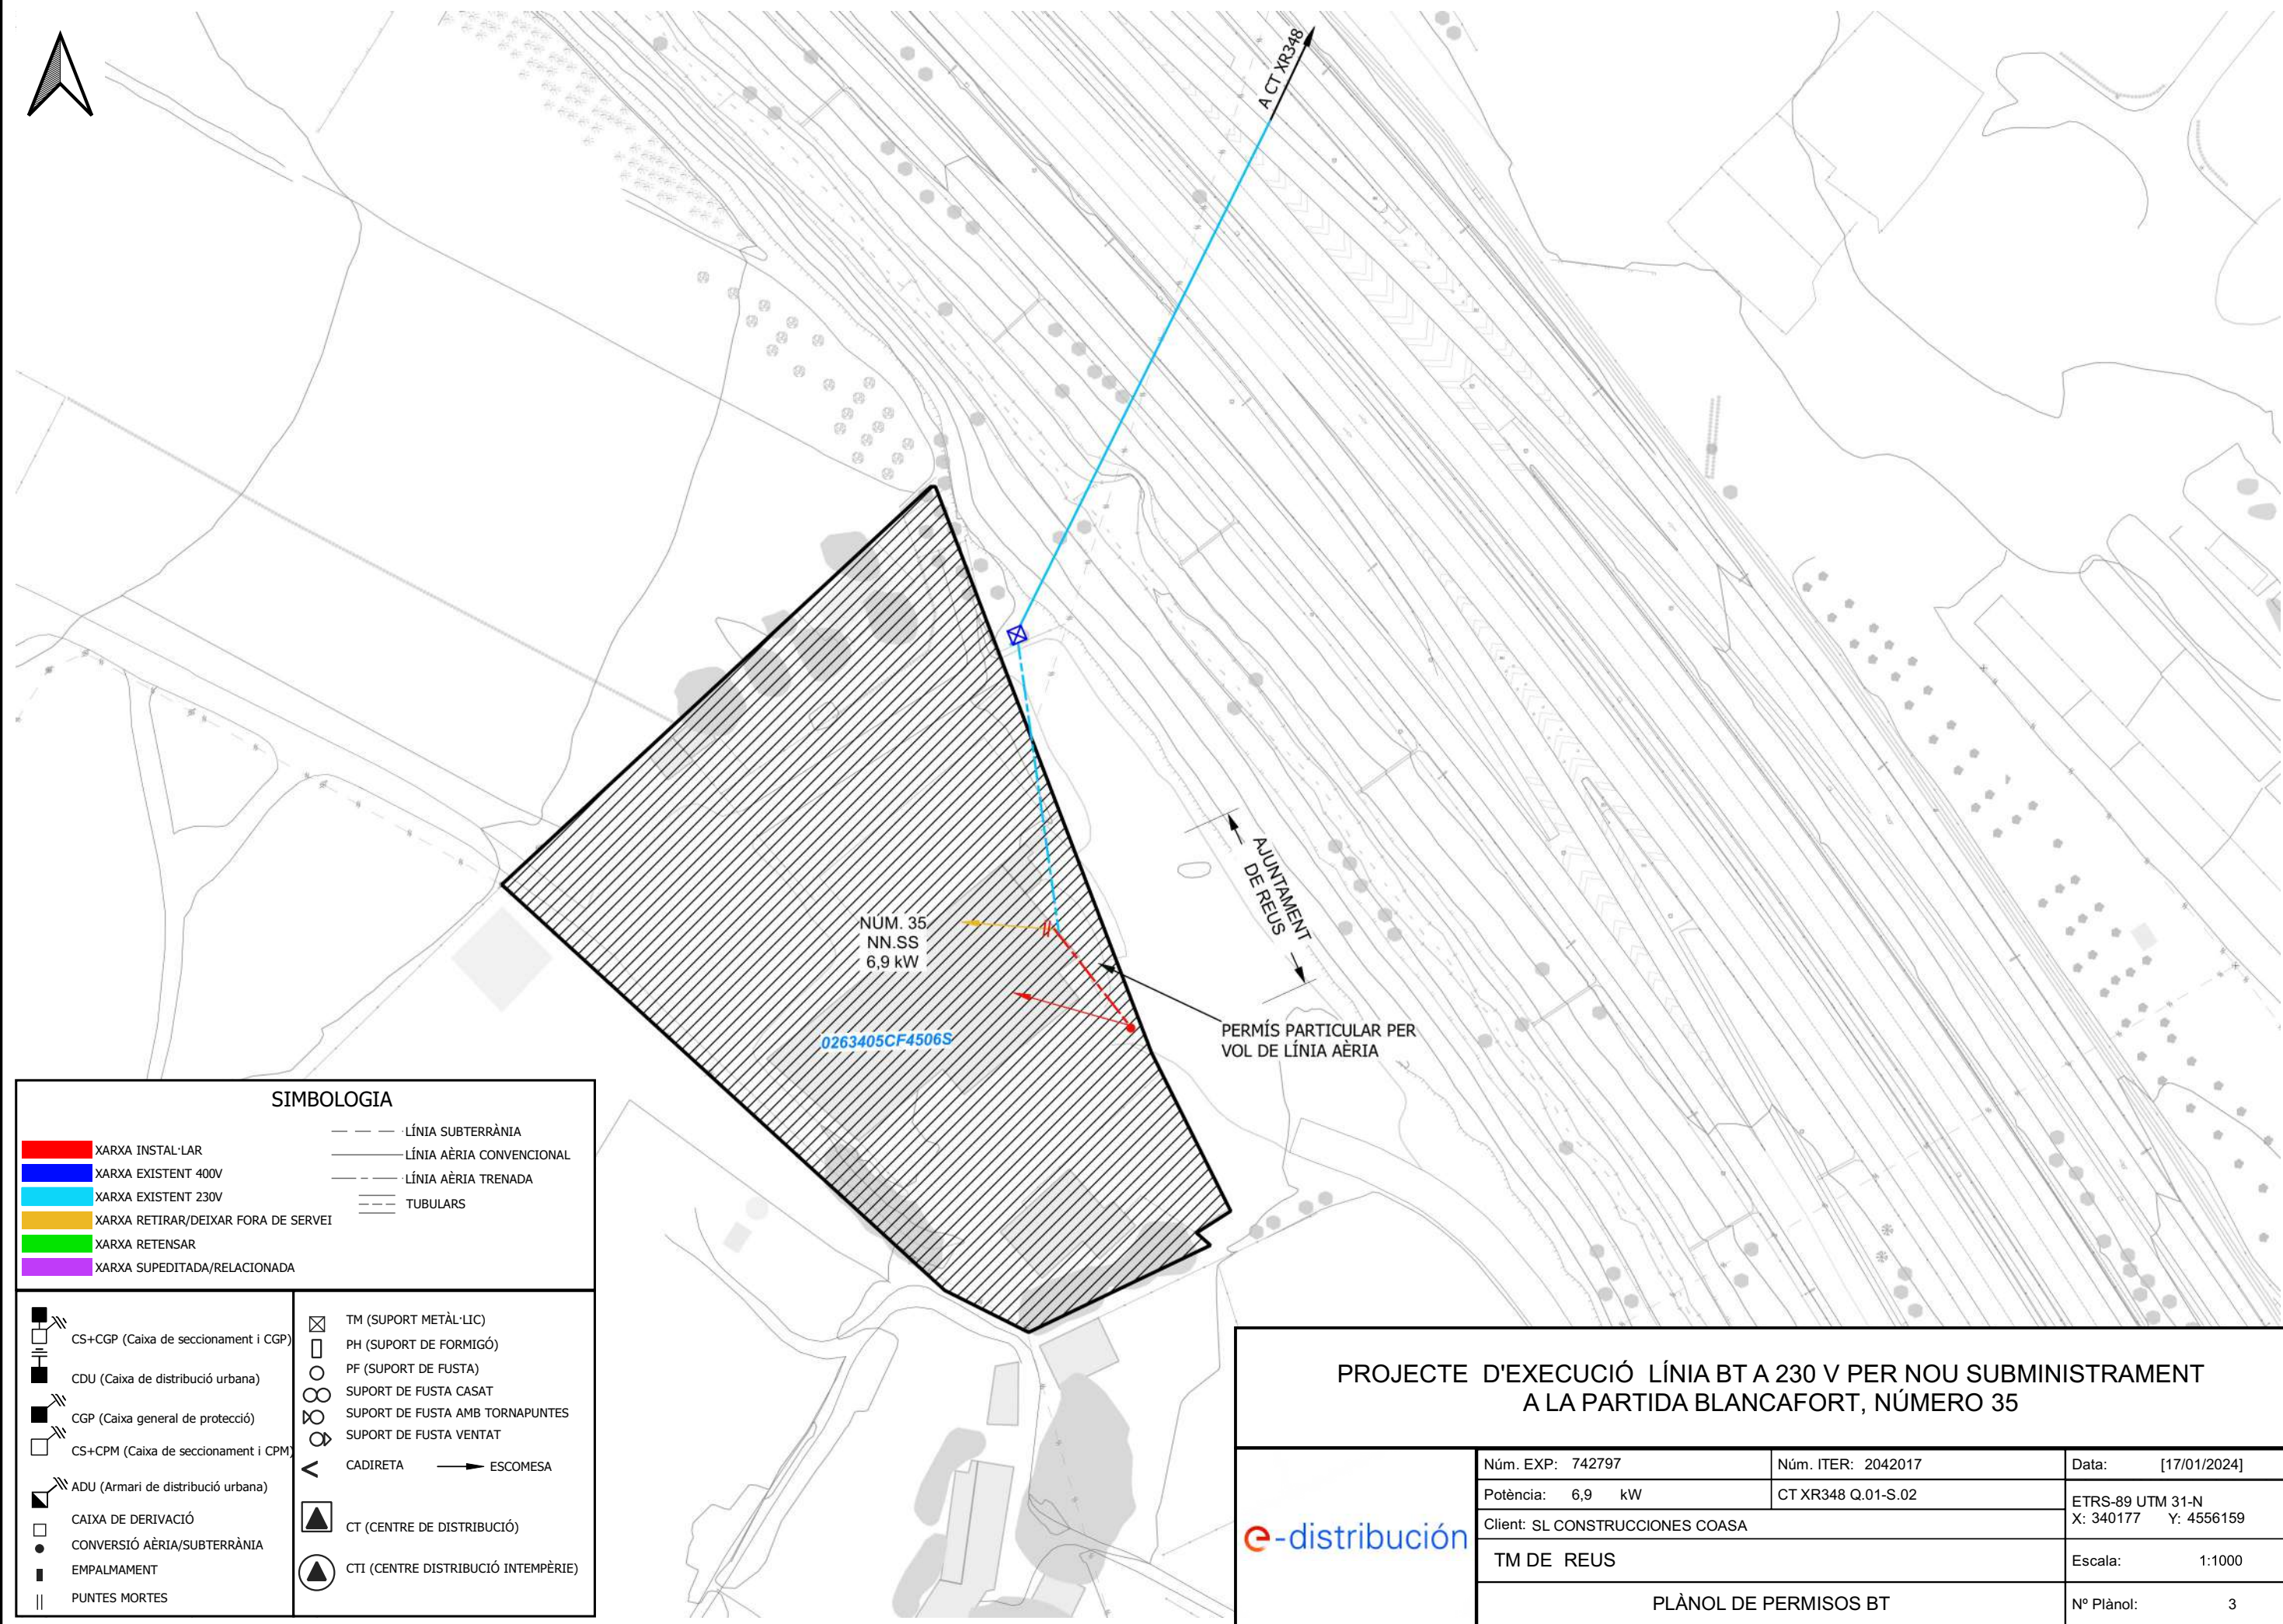 A CT XR348
AJUNTAMENT
DE REUS
NÚM. 35
NN.SS
6,9 kW
0263405CF4506S
PERMÍS PARTICULAR PER
VOL DE LÍNIA AÈRIA
SIMBOLOGIA
XARXA INSTAL·LAR
XARXA EXISTENT 400V
XARXA EXISTENT 230V
XARXA RETIRAR/DEIXAR FORA DE SERVEI
XARXA RETENSAR
XARXA SUPEDITADA/RELACIONADA
LÍNIA SUBTERRÀNIA
LÍNIA AÈRIA CONVENCIONAL
LÍNIA AÈRIA TRENADA
TUBULARS
CS+CGP (Caixa de seccionament i CGP)
CDU (Caixa de distribució urbana)
CGP (Caixa general de protecció)
CS+CPM (Caixa de seccionament i CPM)
ADU (Armari de distribució urbana)
CAIXA DE DERIVACIÓ
CONVERSIÓ AÈRIA/SUBTERRÀNIA
EMPALMAMENT
PUNTES MORTES
TM (SUPORT METÀL·LIC)
PH (SUPORT DE FORMIGÓ)
PF (SUPORT DE FUSTA)
SUPORT DE FUSTA CASAT
SUPORT DE FUSTA AMB TORNAPUNTES
SUPORT DE FUSTA VENTAT
CADIRETA
ESCOMESA
CT (CENTRE DE DISTRIBUCIÓ)
CTI (CENTRE DISTRIBUCIÓ INTEMPÈRIE)
PROJECTE D'EXECUCIÓ LÍNIA BT A 230 V PER NOU SUBMINISTRAMENT
A LA PARTIDA BLANCAFORT, NÚMERO 35
e-distribución
Núm. EXP: 742797
Núm. ITER: 2042017
Data: [17/01/2024]
Potència: 6,9 kW
CT XR348 Q.01-S.02
ETRS-89 UTM 31-N
X: 340177 Y: 4556159
Client: SL CONSTRUCCIONES COASA
TM DE REUS
Escala: 1:1000
PLÀNOL DE PERMISOS BT
Nº Plànol: 3